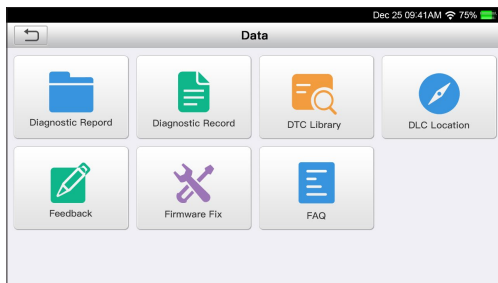 Dec 25 09:41AM 75%
Data
Diagnostic Repord
Diagnostic Record
DTC Library
DLC Location
Feedback
Firmware Fix
FAQ